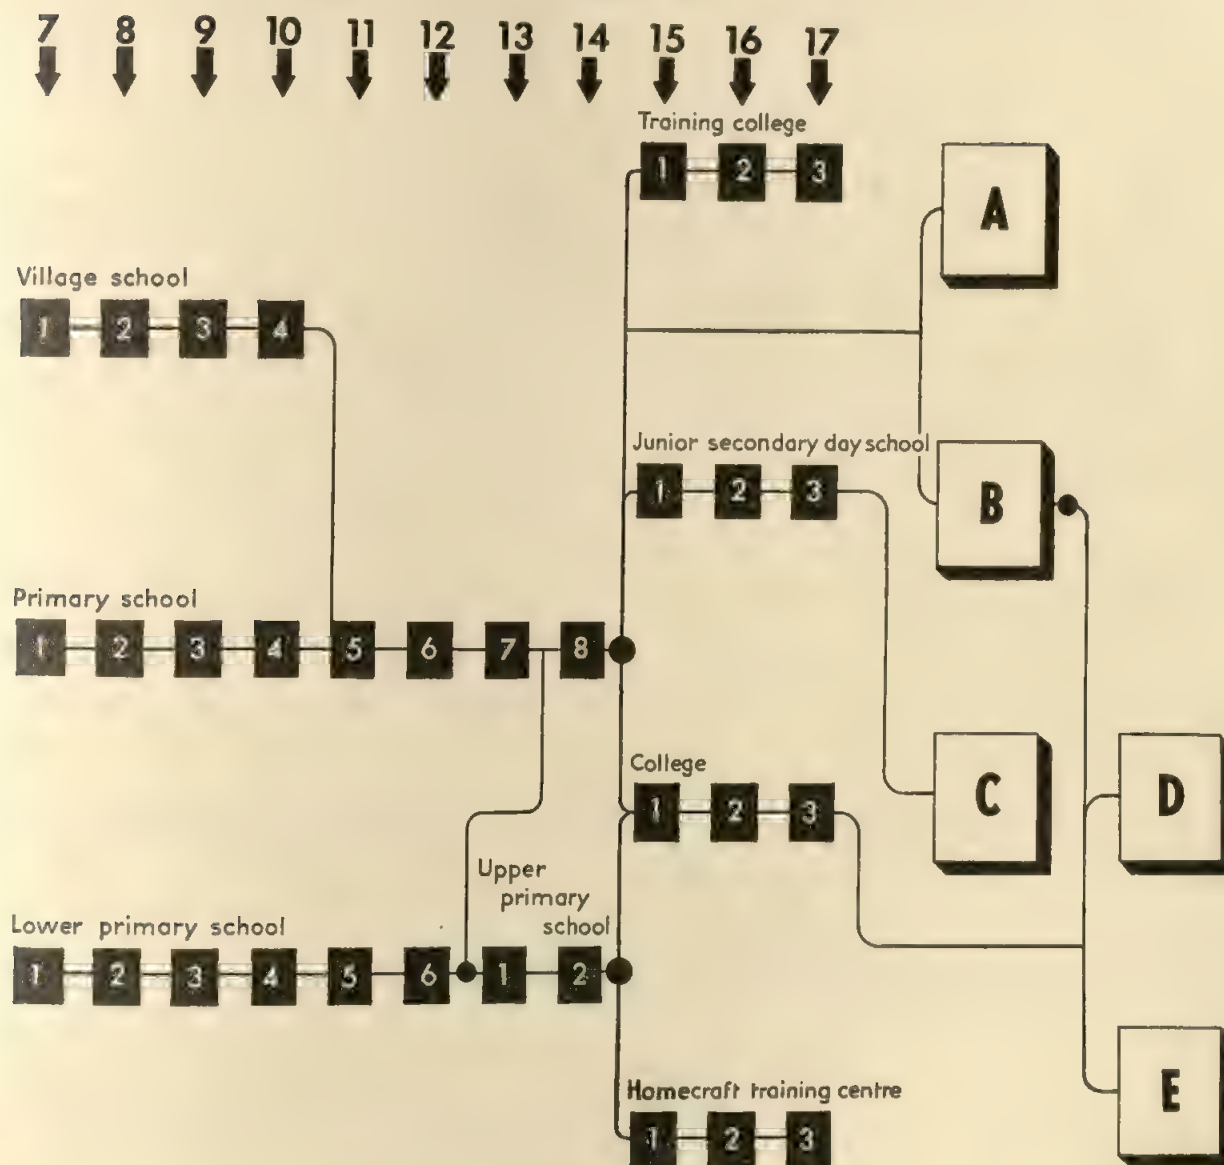 7 8 9 10 11 12 13 14 15 16 17
Training college
1 2 3
A
Village school
1 2 3 4
Junior secondary day school
1 2 3
B
Primary school
1 2 3 4 5 6 7 8
College
1 2 3
C
D
Upper
primary
school
Lower primary school
1 2 3 4 5 6 1 2
Homecraft training centre
1 2 3
E